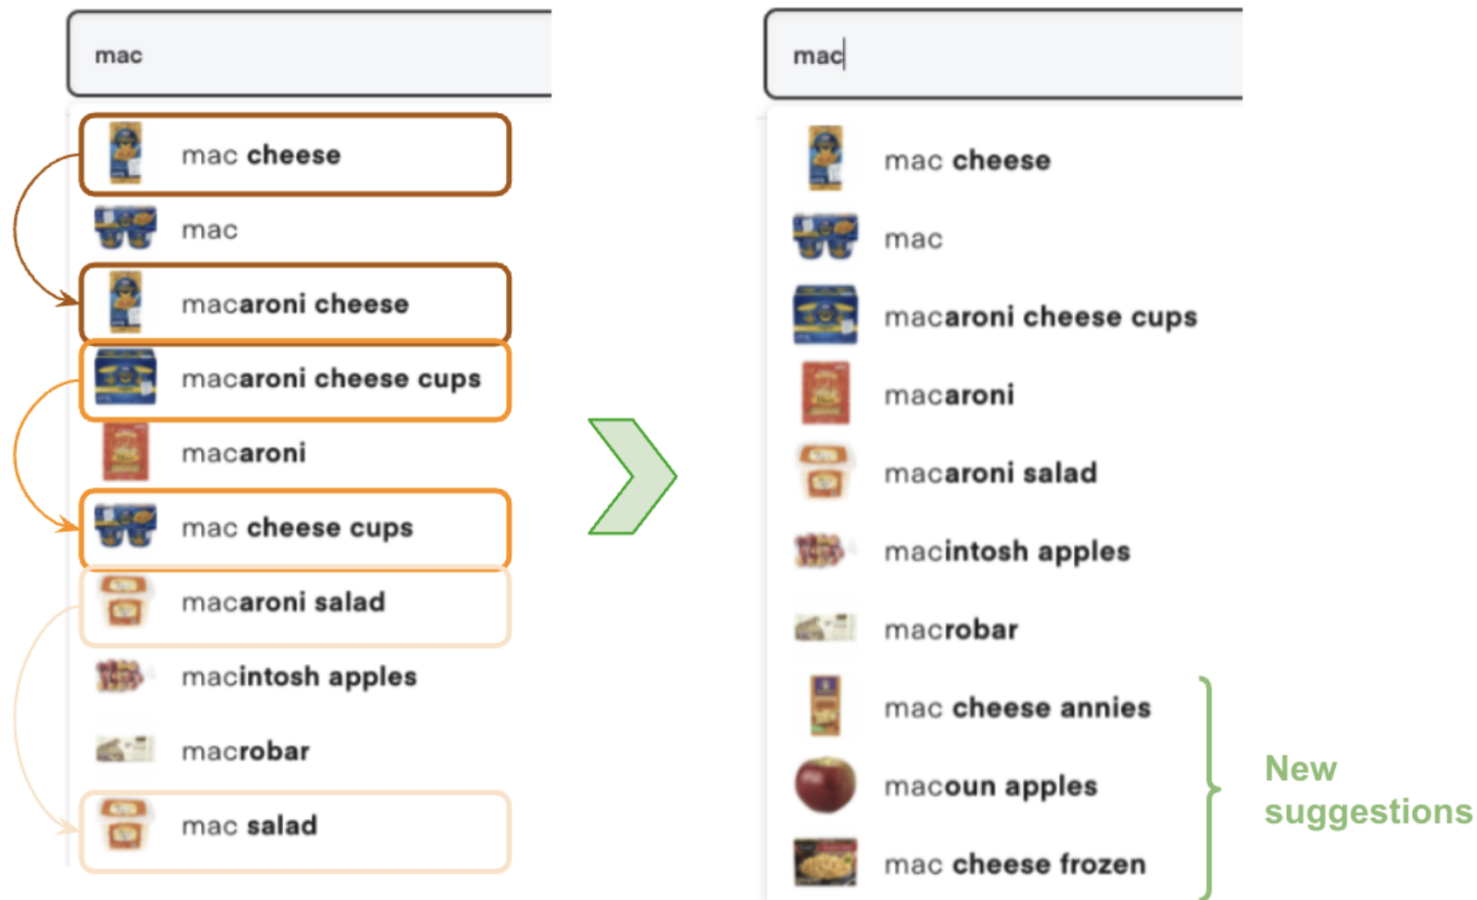 mac
mac cheese
mac
macaroni cheese
macaroni cheese cups
macaroni
mac cheese cups
macaroni salad
macintosh apples
macrobar
mac salad
mac
mac cheese
mac
macaroni cheese cups
macaroni
macaroni salad
macintosh apples
macrobar
mac cheese annies
macoun apples
mac cheese frozen
New
suggestions